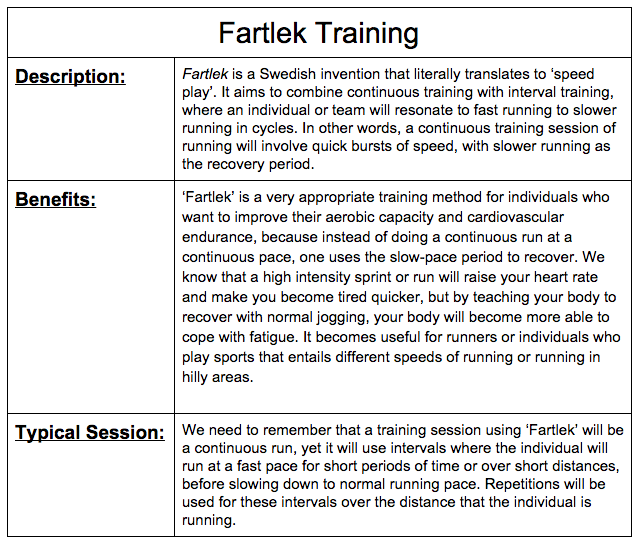 Fartlek Training
Description:
Fartlek is a Swedish invention that literally translates to ‘speed
play’. It aims to combine continuous training with interval training,
where an individual or team will resonate to fast running to slower
running in cycles. In other words, a continuous training session of
running will involve quick bursts of speed, with slower running as
the recovery period.
Benefits:
‘Fartlek’ is a very appropriate training method for individuals who
want to improve their aerobic capacity and cardiovascular
endurance, because instead of doing a continuous run at a
continuous pace, one uses the slow-pace period to recover. We
know that a high intensity sprint or run will raise your heart rate
and make you become tired quicker, but by teaching your body to
recover with normal jogging, your body will become more able to
cope with fatigue. It becomes useful for runners or individuals who
play sports that entails different speeds of running or running in
hilly areas.
Typical Session:
We need to remember that a training session using ‘Fartlek’ will be
a continuous run, yet it will use intervals where the individual will
run at a fast pace for short periods of time or over short distances,
before slowing down to normal running pace. Repetitions will be
used for these intervals over the distance that the individual is
running.